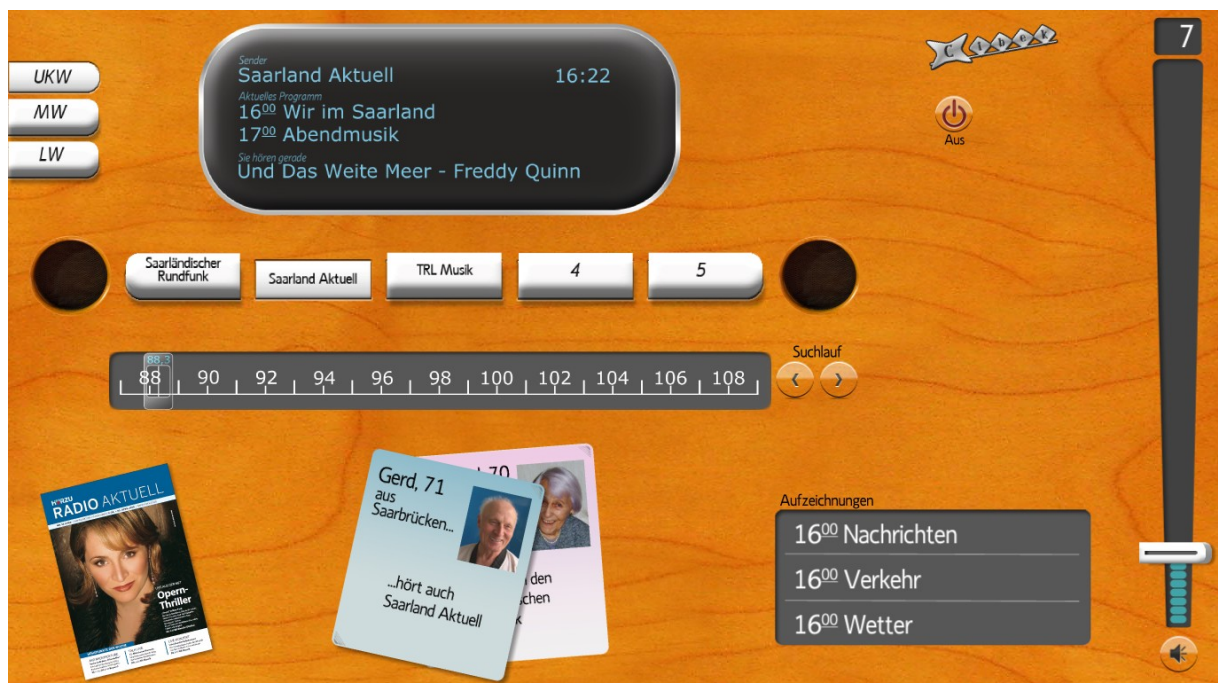 UKW
MW
LW
Sender
Saarland Aktuell 16:22
Aktuelles Programm
16⁰⁰ Wir im Saarland
17⁰⁰ Abendmusik
Sie hören gerade
Und Das Weite Meer - Freddy Quinn
Cibek
Aus
7
Saarländischer
Rundfunk
Saarland Aktuell
TRL Musik
4
5
88,3
88 90 92 94 96 98 100 102 104 106 108
Suchlauf
HÖRZU
RADIO AKTUELL
Opern-
Thriller
Gerd, 71
aus
Saarbrücken...
...hört auch
Saarland Aktuell
70
den
Aufzeichnungen
16⁰⁰ Nachrichten
16⁰⁰ Verkehr
16⁰⁰ Wetter